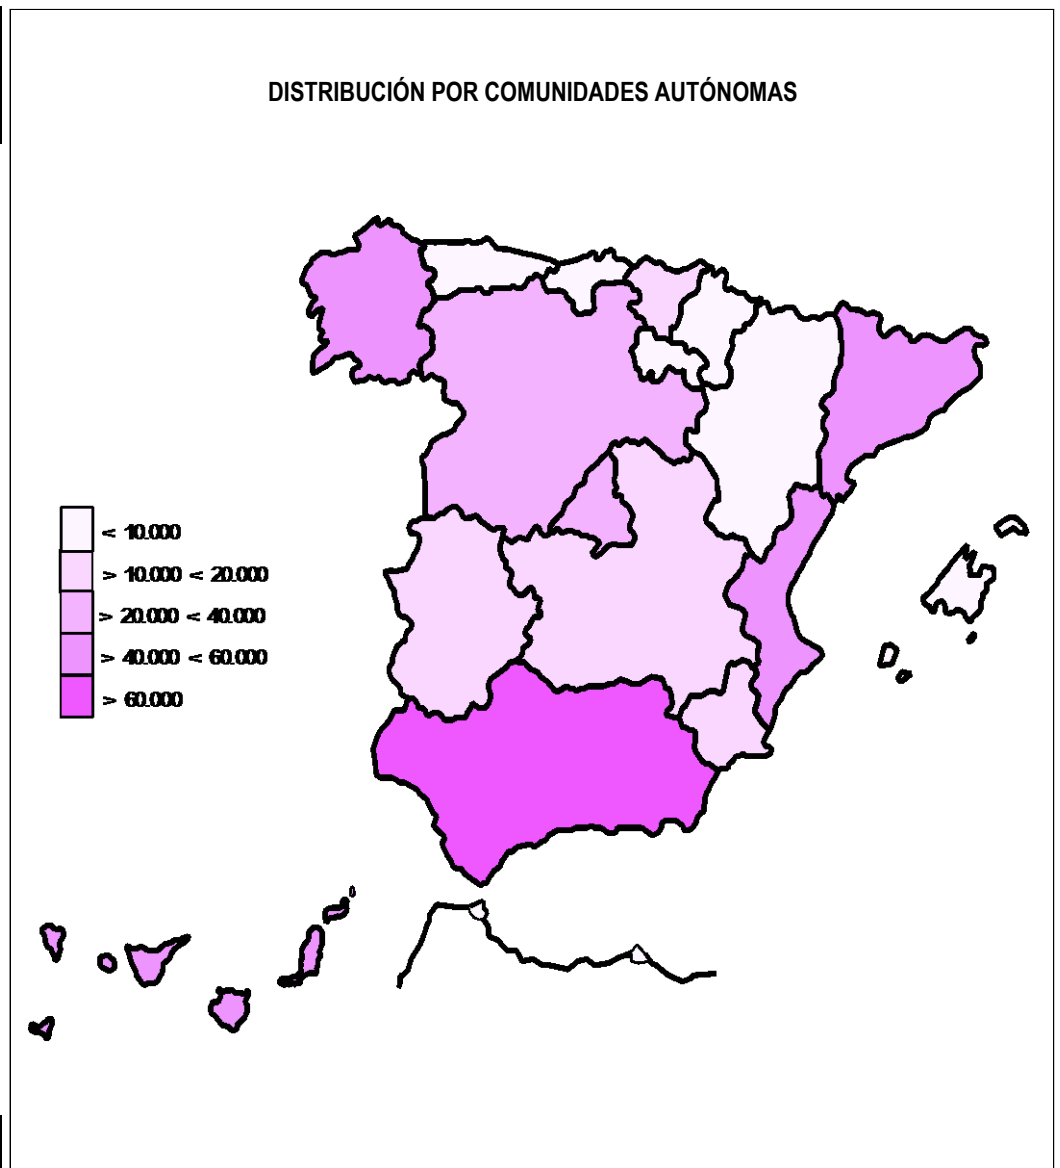 DISTRIBUCIÓN POR COMUNIDADES AUTÓNOMAS
< 10.000
> 10.000 < 20.000
> 20.000 < 40.000
> 40.000 < 60.000
> 60.000